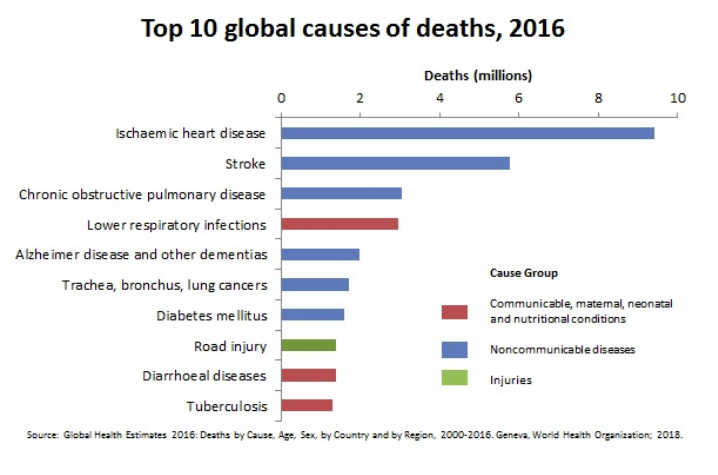 Top 10 global causes of deaths, 2016
Deaths (millions)
0 2 4 6 8 10
Ischaemic heart disease
Stroke
Chronic obstructive pulmonary disease
Lower respiratory infections
Alzheimer disease and other dementias
Trachea, bronchus, lung cancers
Diabetes mellitus
Road injury
Diarrhoeal diseases
Tuberculosis
Cause Group
Communicable, maternal, neonatal
and nutritional conditions
Noncommunicable diseases
Injuries
Source: Global Health Estimates 2016: Deaths by Cause, Age, Sex, by Country and by Region, 2000-2016. Geneva, World Health Organization; 2018.